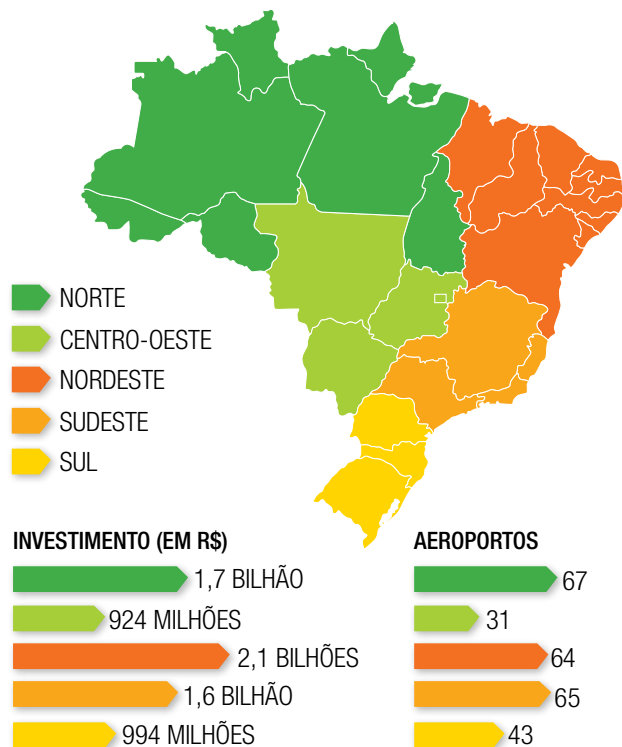 NORTE
CENTRO-OESTE
NORDESTE
SUDESTE
SUL
INVESTIMENTO (EM R$)
1,7 BILHÃO
924 MILHÕES
2,1 BILHÕES
1,6 BILHÃO
994 MILHÕES
AEROPORTOS
67
31
64
65
43